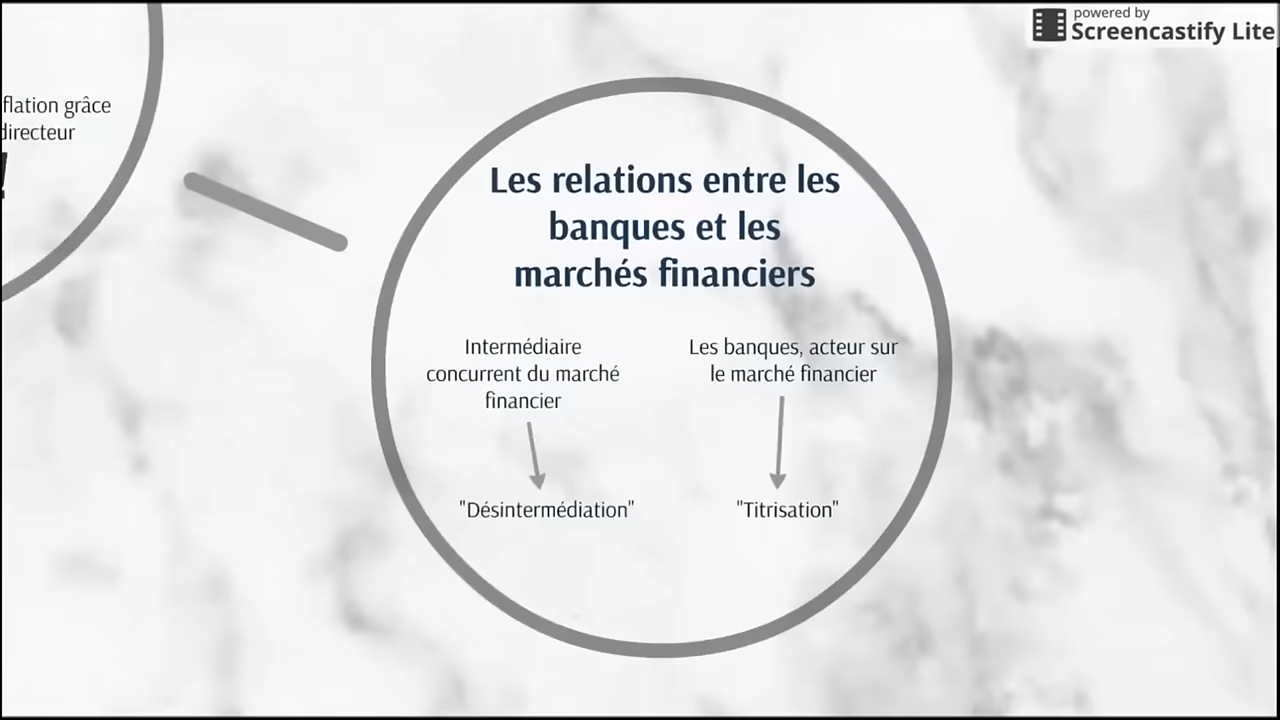 powered by
Screencastify Lite
flation grâce
directeur
Les relations entre les
banques et les
marchés financiers
Intermédiaire
concurrent du marché
financier
Les banques, acteur sur
le marché financier
"Désintermédiation"
"Titrisation"